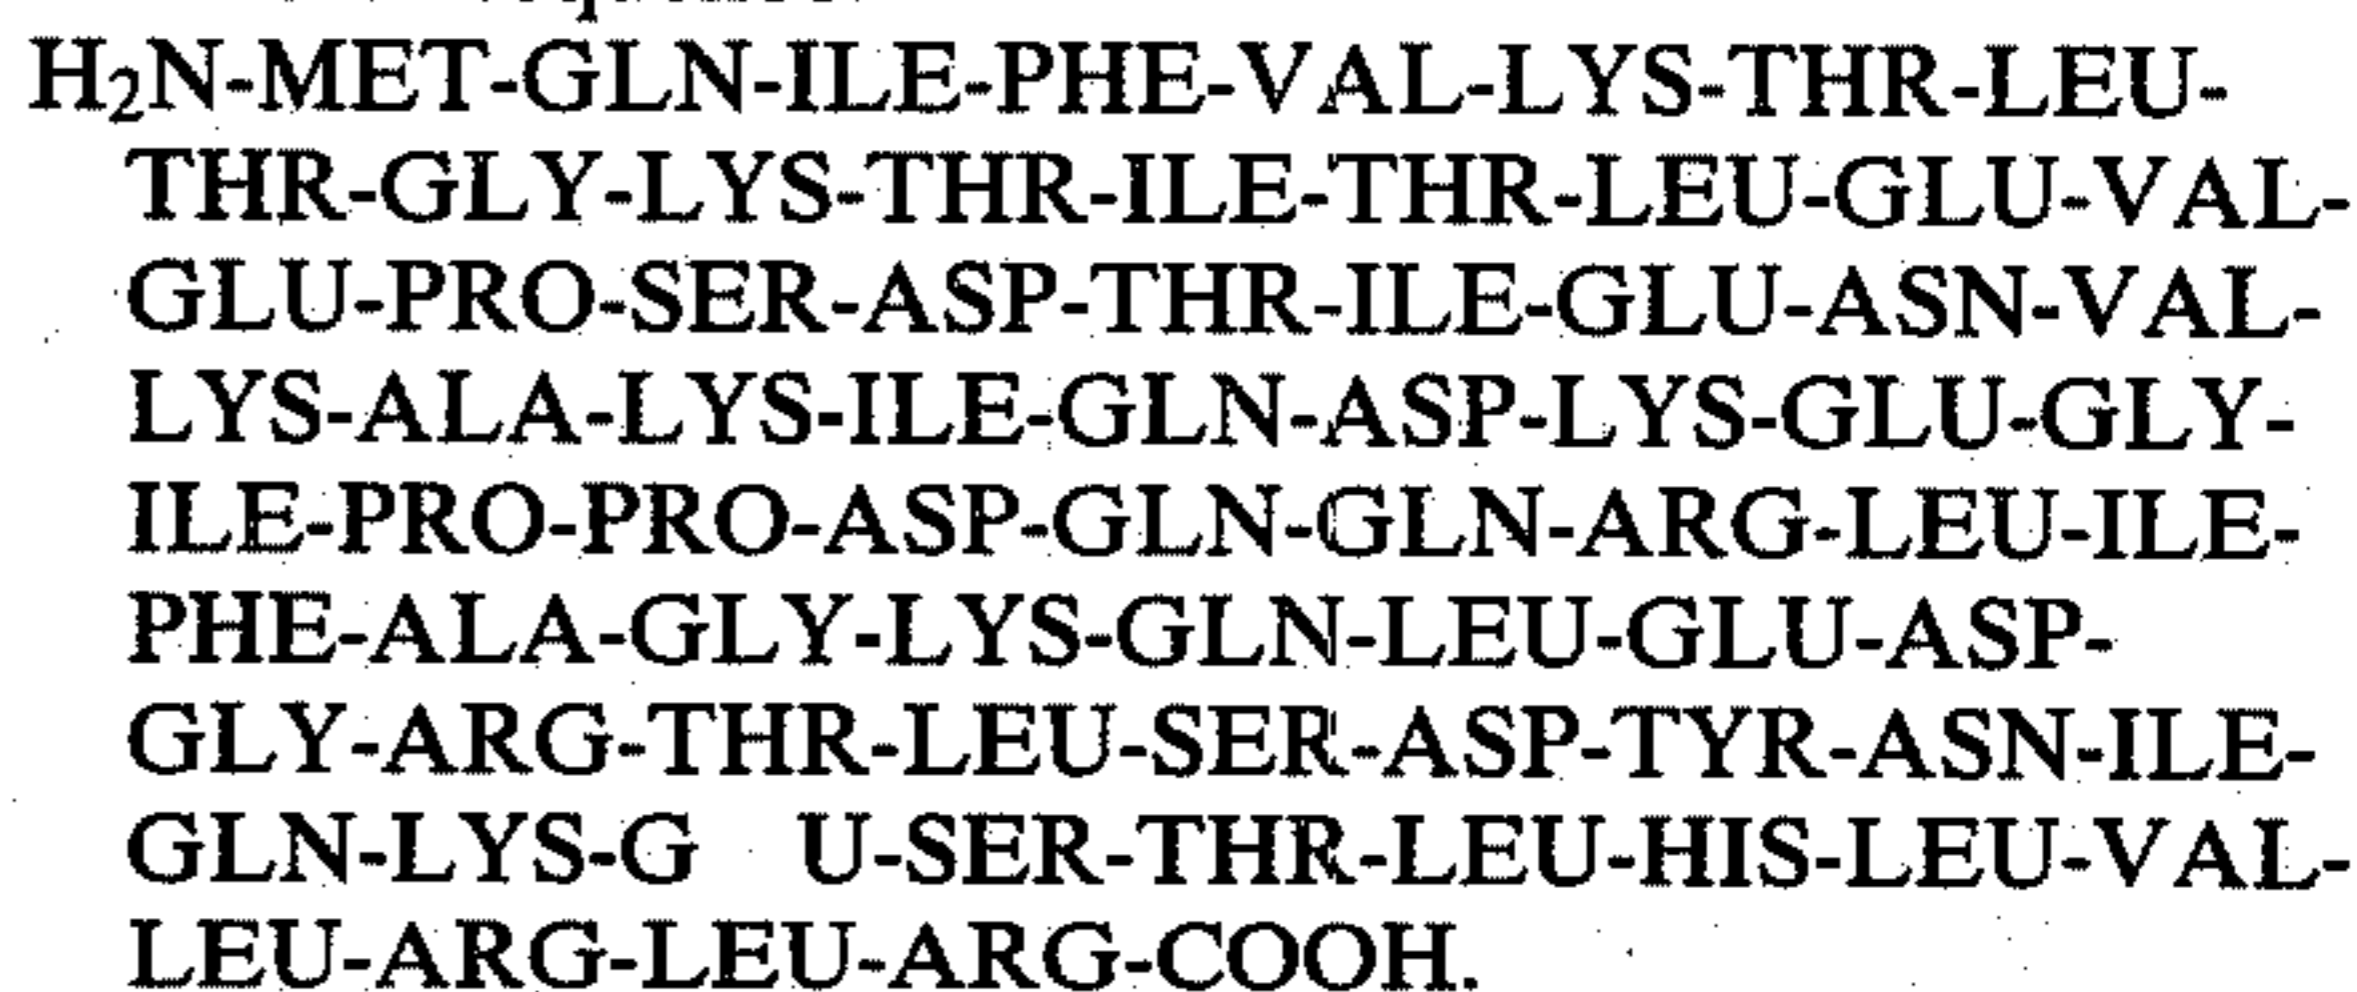 H2N-MET-GLN-ILE-PHE-VAL-LYS-THR-LEU-
THR-GLY-LYS-THR-ILE-THR-LEU-GLU-VAL-
GLU-PRO-SER-ASP-THR-ILE-GLU-ASN-VAL-
LYS-ALA-LYS-ILE-GLN-ASP-LYS-GLU-GLY-
ILE-PRO-PRO-ASP-GLN-GLN-ARG-LEU-ILE-
PHE-ALA-GLY-LYS-GLN-LEU-GLU-ASP-
GLY-ARG-THR-LEU-SER-ASP-TYR-ASN-ILE-
GLN-LYS-G U-SER-THR-LEU-HIS-LEU-VAL-
LEU-ARG-LEU-ARG-COOH.